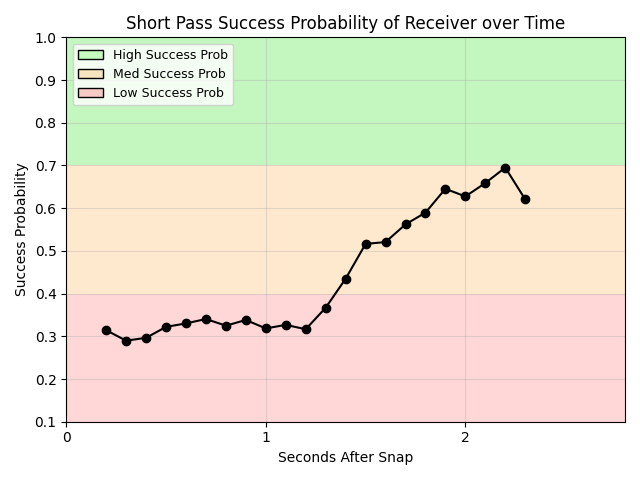 Short Pass Success Probability of Receiver over Time
High Success Prob
Med Success Prob
Low Success Prob
1.0
0.9
0.8
0.7
0.6
0.5
0.4
0.3
0.2
0.1
Success Probability
0 1 2
Seconds After Snap